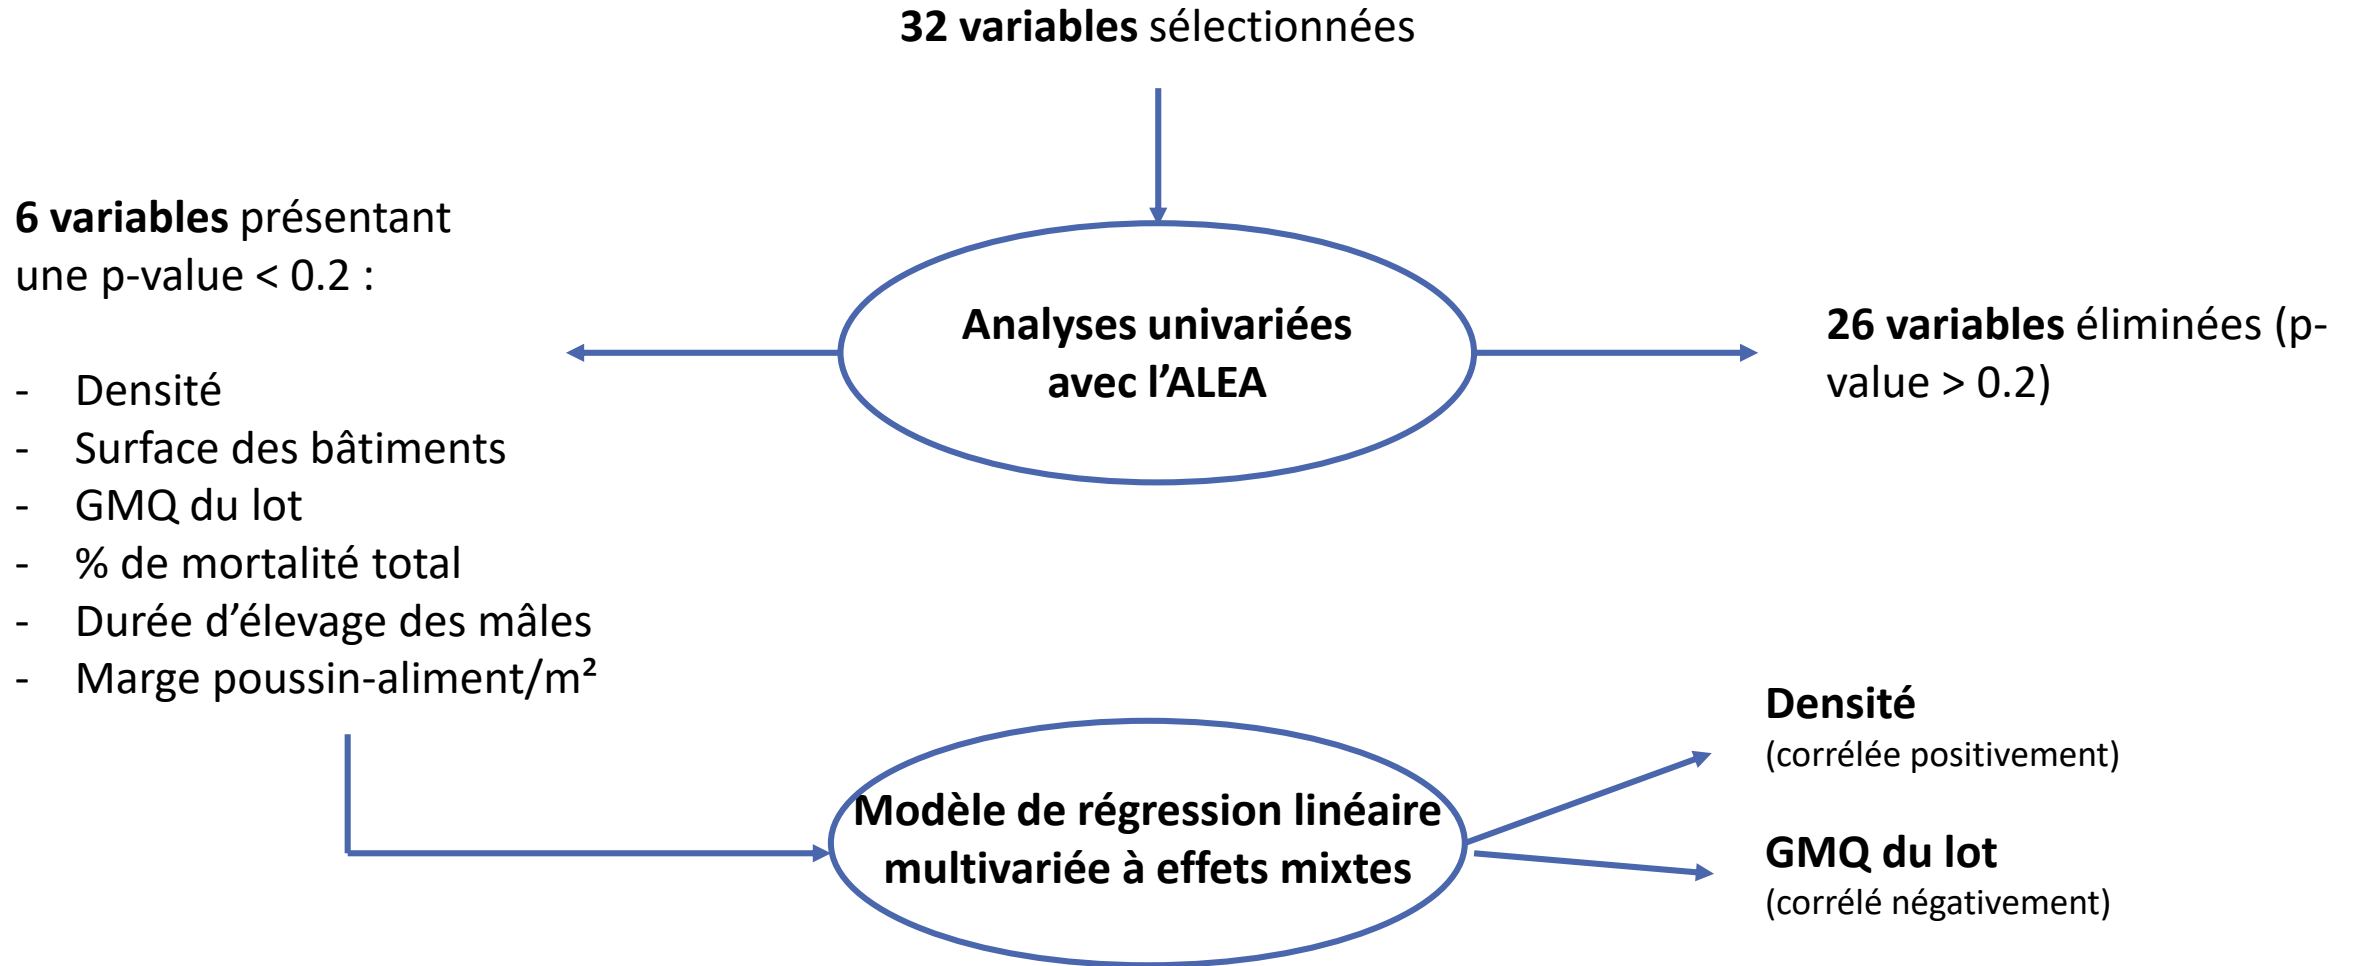 32 variables sélectionnées
6 variables présentant
une p-value < 0.2 :
- Densité
- Surface des bâtiments
- GMQ du lot
- % de mortalité total
- Durée d’élevage des mâles
- Marge poussin-aliment/m²
Analyses univariées
avec l’ALEA
26 variables éliminées (p-
value > 0.2)
Modèle de régression linéaire
multivariée à effets mixtes
Densité
(corrélée positivement)
GMQ du lot
(corrélé négativement)